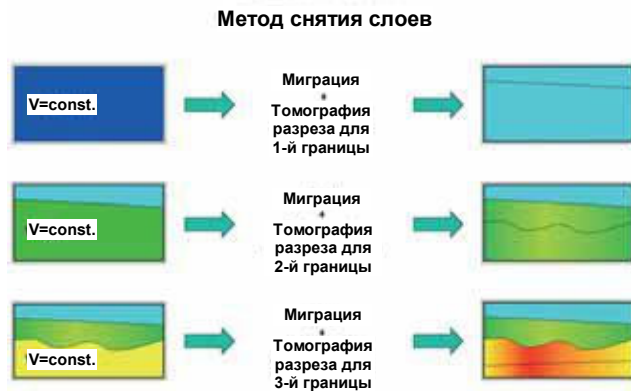 Метод снятия слоев
V=const.
Миграция
+
Томография
разреза для
1-й границы
V=const.
Миграция
+
Томография
разреза для
2-й границы
V=const.
Миграция
+
Томография
разреза для
3-й границы